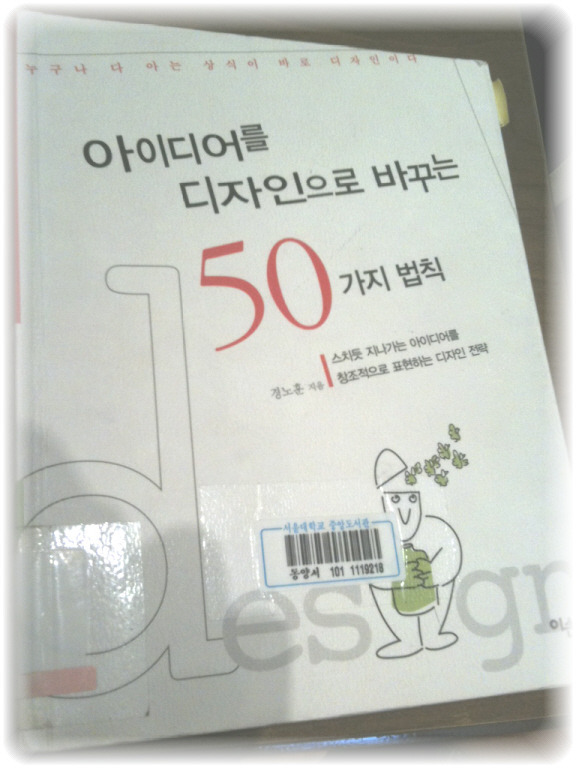 누구나 다 아는 상식이 바로 디자인이다
아이디어를
디자인으로 바꾸는
50가지 법칙
스치듯 지나가는 아이디어를
창조적으로 표현하는 디자인 전략
경노훈 지음
서울대학교 중앙도서관
동양서 101 1119218
design